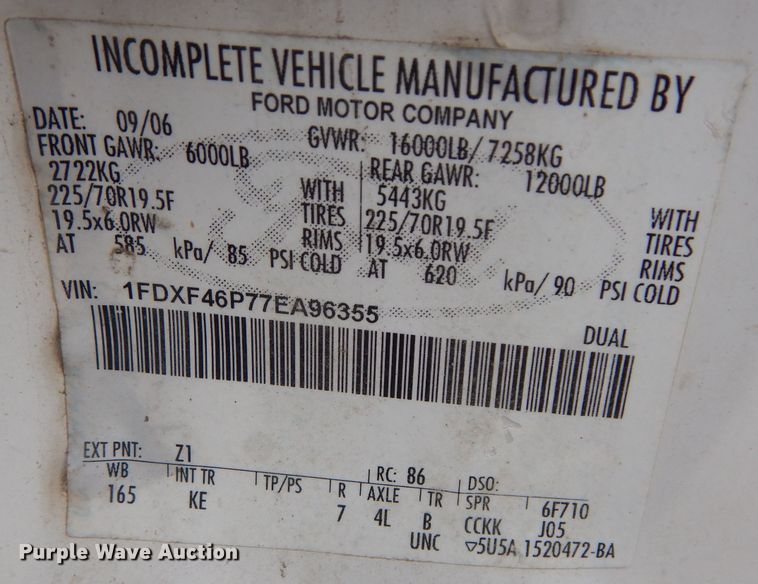 INCOMPLETE VEHICLE MANUFACTURED BY
FORD MOTOR COMPANY
DATE: 09/06 GVWR: 16000LB/ 7258KG
FRONT GAWR: 6000LB REAR GAWR: 12000LB
2722KG WITH 5443KG WITH
225/70R19.5F TIRES 225/70R19.5F TIRES
19.5x6.0RW RIMS 19.5x6.0RW RIMS
AT 585 kPa/ 85 PSI COLD AT 620 kPa/ 90 PSI COLD
VIN: 1FDXF46P77EA96355
DUAL
EXT PNT: Z1 RC: 86 DSO:
WB INT TR TP/PS R AXLE TR SPR 6F710
165 KE 7 4L B CCKK J05
UNC ▽5U5A 1520472-BA
Purple Wave Auction